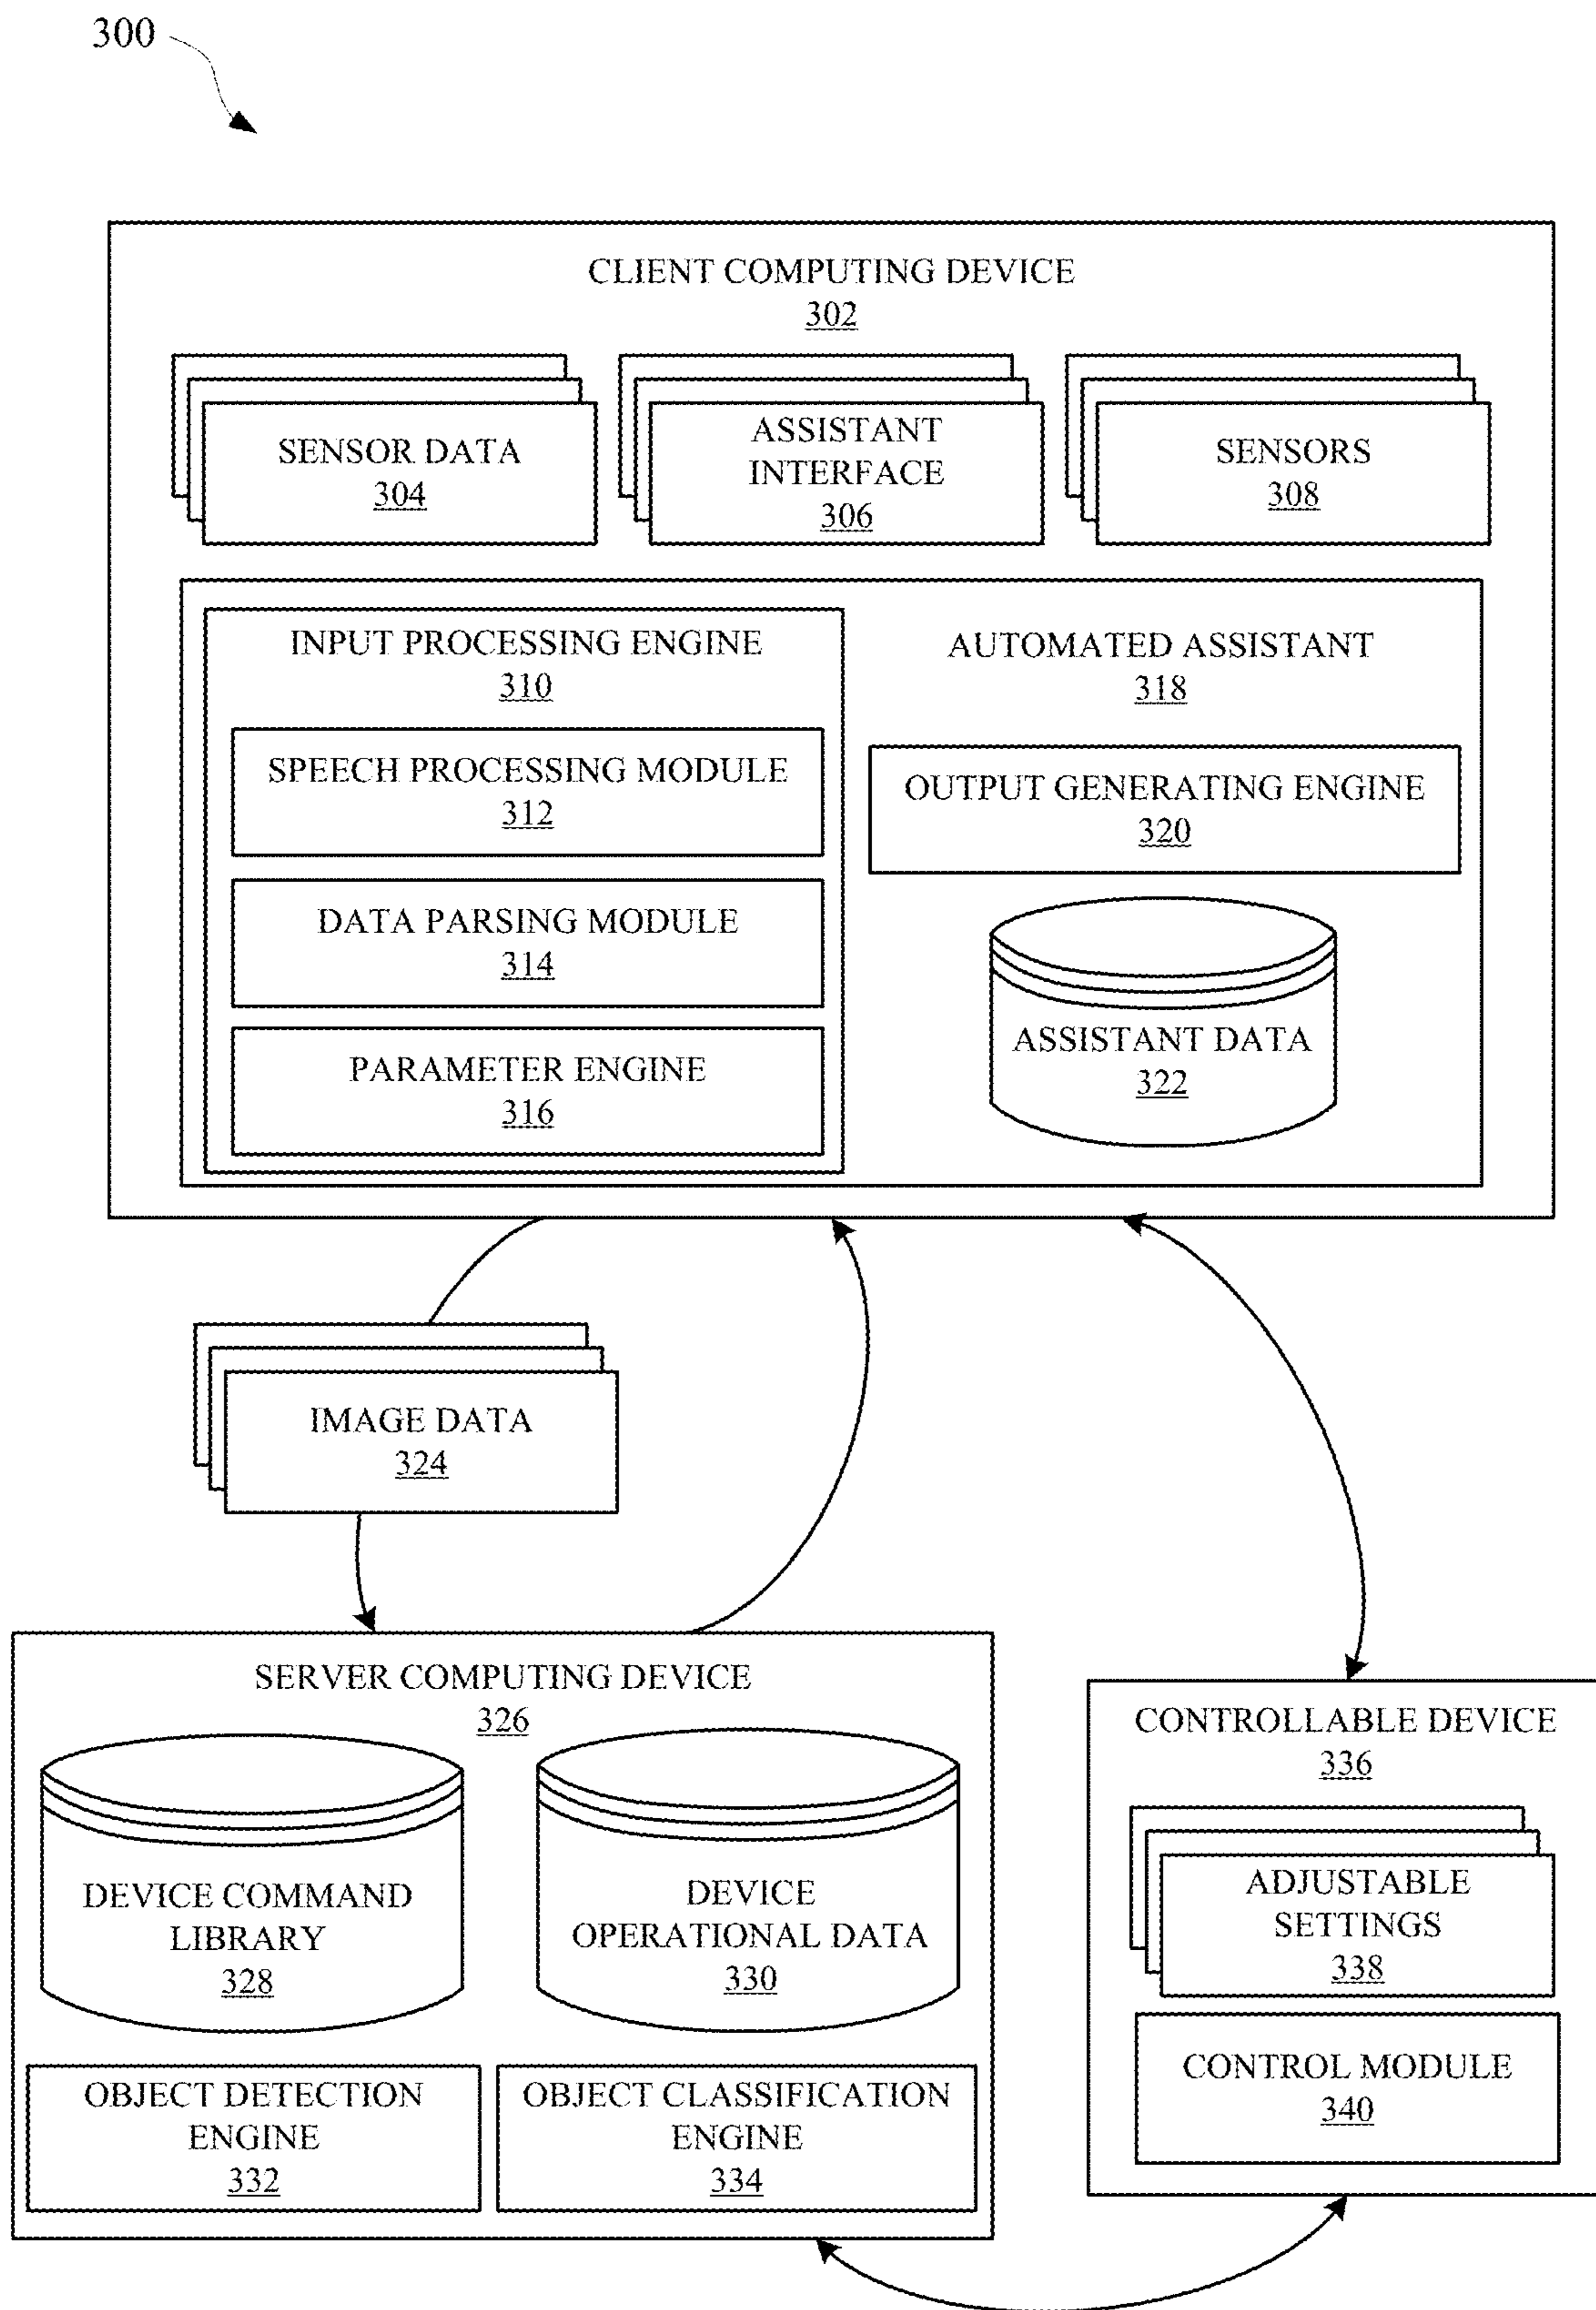 300
CLIENT COMPUTING DEVICE
302
SENSOR DATA
304
ASSISTANT
INTERFACE
306
SENSORS
308
INPUT PROCESSING ENGINE
310
SPEECH PROCESSING MODULE
312
DATA PARSING MODULE
314
PARAMETER ENGINE
316
AUTOMATED ASSISTANT
318
OUTPUT GENERATING ENGINE
320
ASSISTANT DATA
322
IMAGE DATA
324
SERVER COMPUTING DEVICE
326
DEVICE COMMAND
LIBRARY
328
DEVICE
OPERATIONAL DATA
330
OBJECT DETECTION
ENGINE
332
OBJECT CLASSIFICATION
ENGINE
334
CONTROLLABLE DEVICE
336
ADJUSTABLE
SETTINGS
338
CONTROL MODULE
340